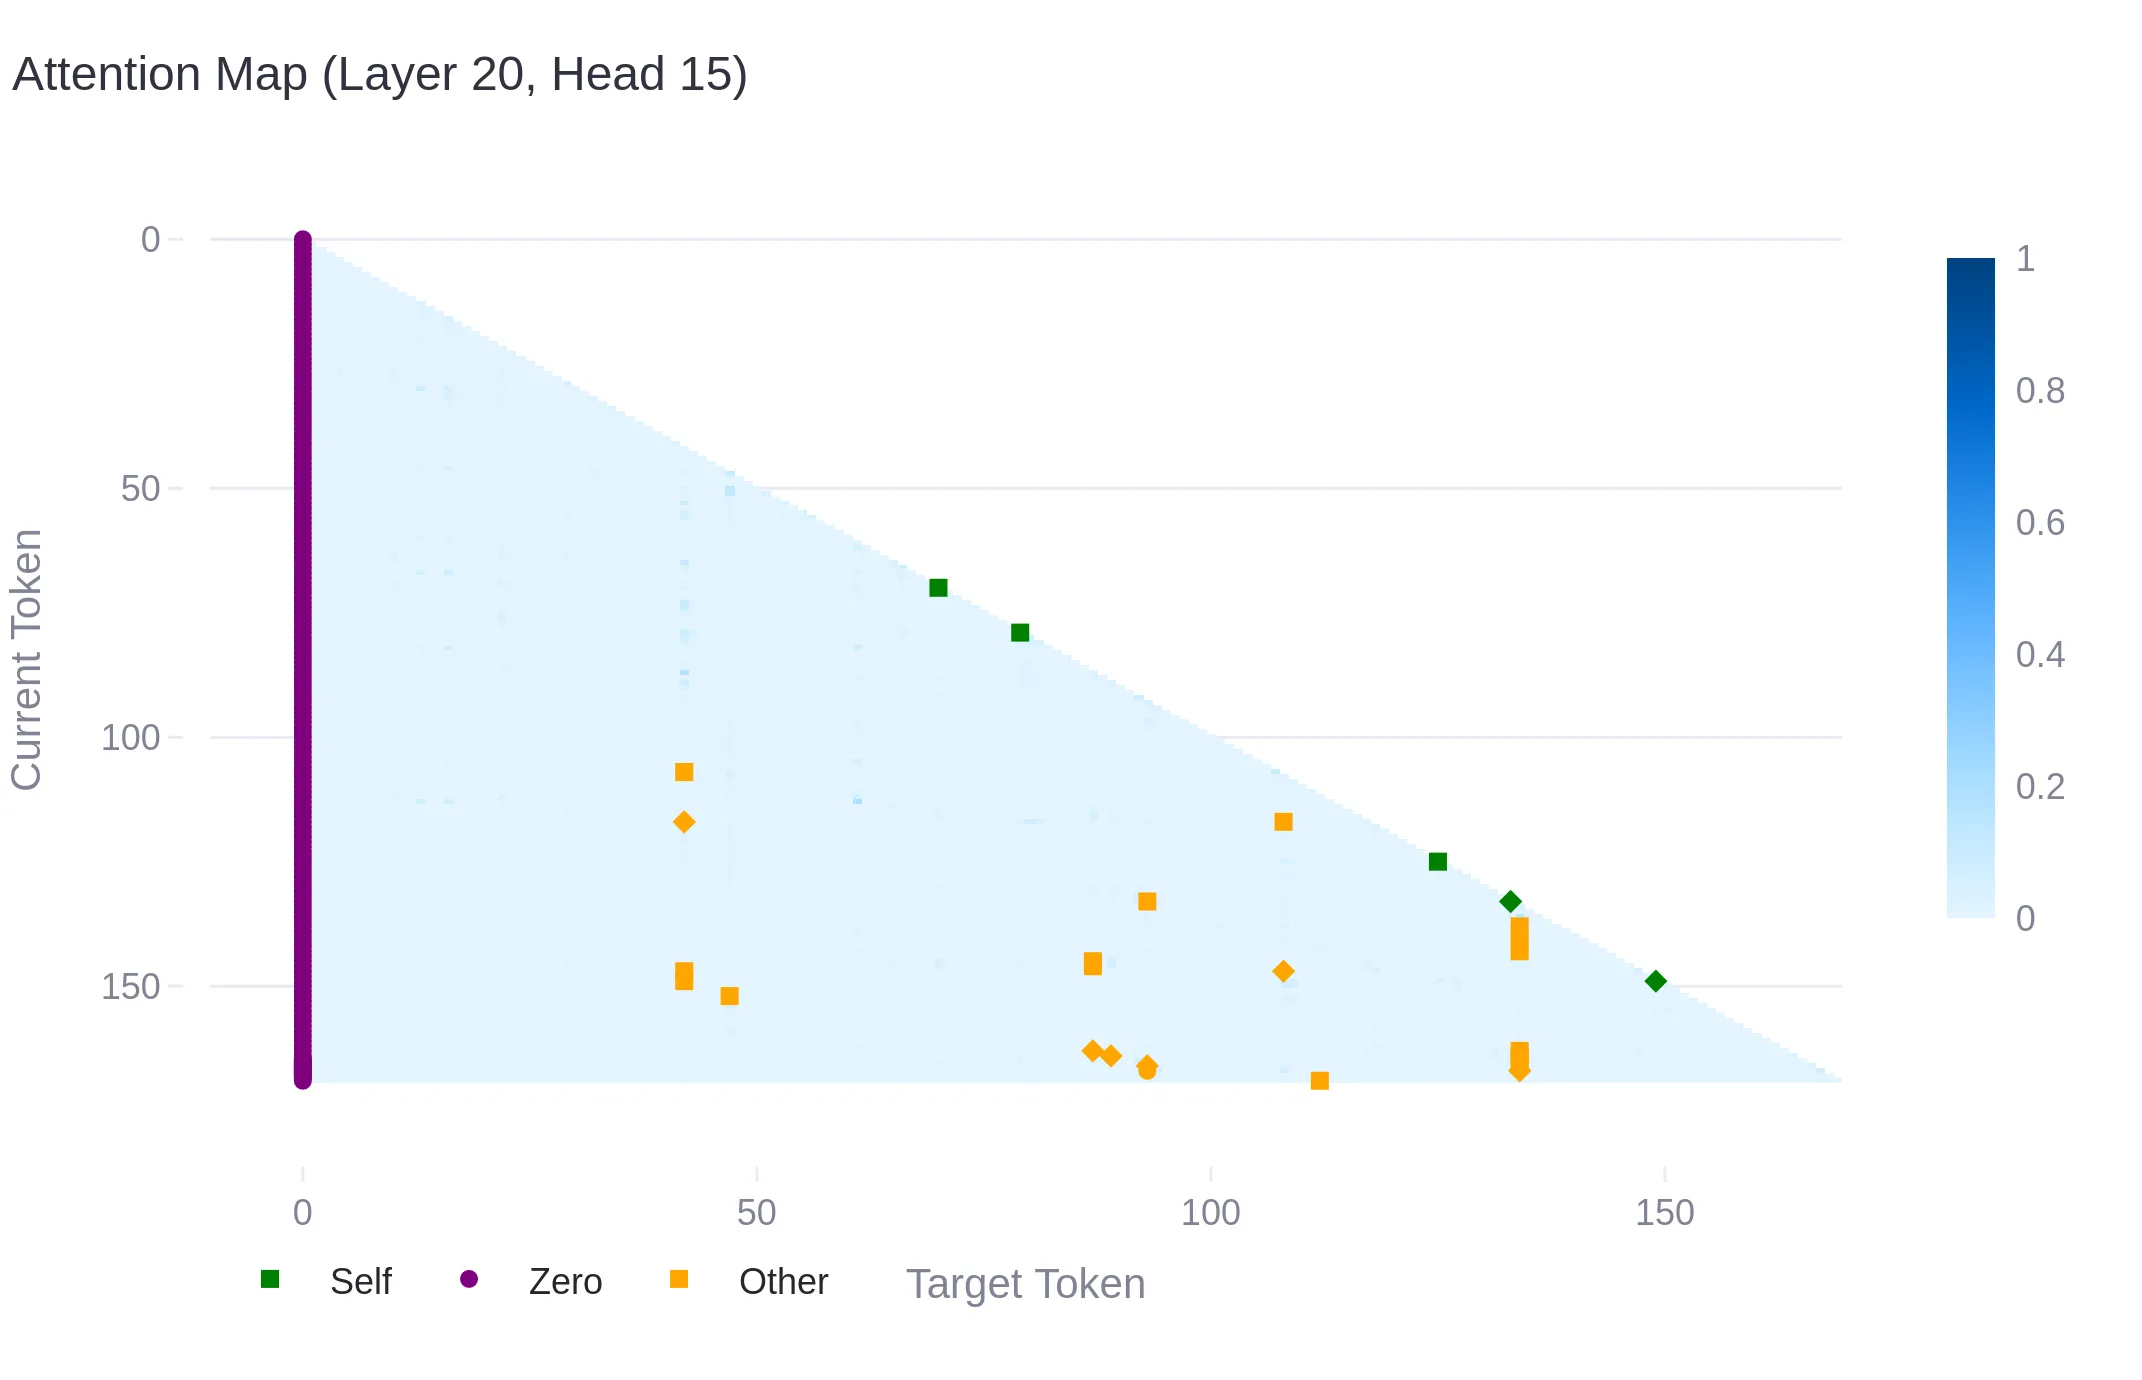 Attention Map (Layer 20, Head 15)
0
50
100
150
Current Token
1
0.8
0.6
0.4
0.2
0
0 50 100 150
Self Zero Other Target Token